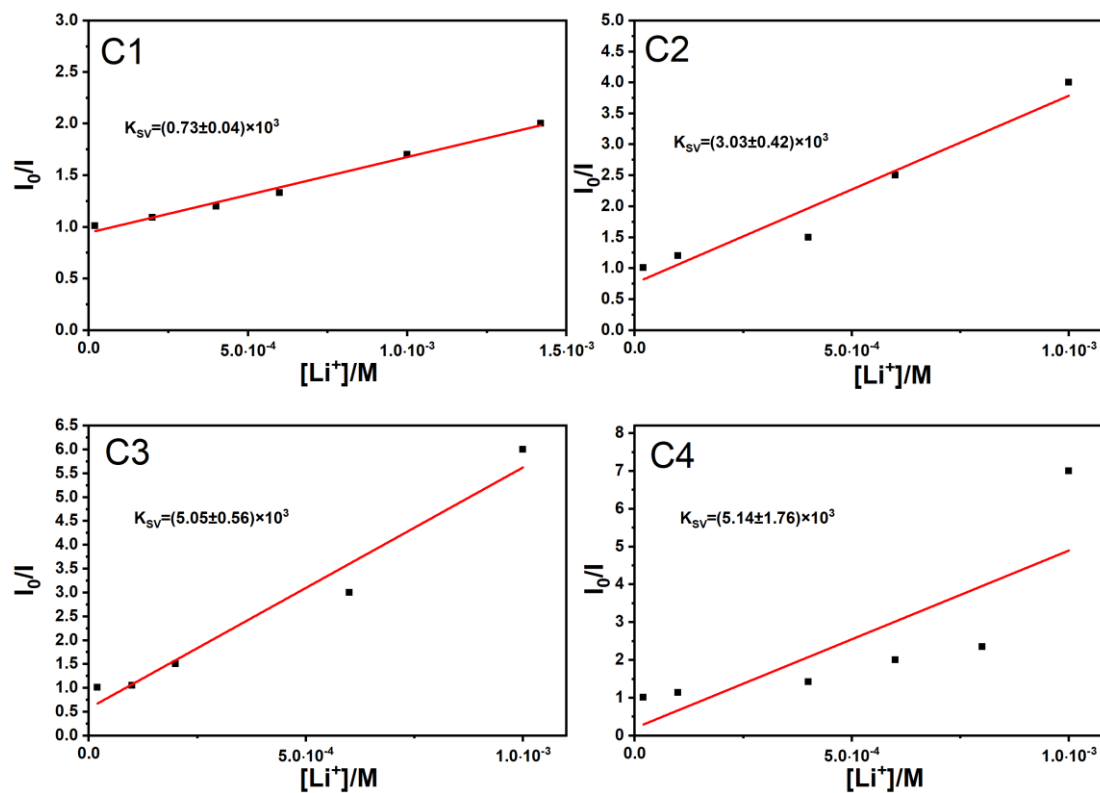 C1
K_SV=(0.73±0.04)×10³
I₀/I
3.0
2.5
2.0
1.5
1.0
0.5
0.0
0.0 5.0·10⁻⁴ 1.0·10⁻³ 1.5·10⁻³
[Li⁺]/M
C2
K_SV=(3.03±0.42)×10³
I₀/I
5.0
4.5
4.0
3.5
3.0
2.5
2.0
1.5
1.0
0.5
0.0
0.0 5.0·10⁻⁴ 1.0·10⁻³
[Li⁺]/M
C3
K_SV=(5.05±0.56)×10³
I₀/I
6.5
6.0
5.5
5.0
4.5
4.0
3.5
3.0
2.5
2.0
1.5
1.0
0.5
0.0
0.0 5.0·10⁻⁴ 1.0·10⁻³
[Li⁺]/M
C4
K_SV=(5.14±1.76)×10³
I₀/I
8
7
6
5
4
3
2
1
0
0.0 5.0·10⁻⁴ 1.0·10⁻³
[Li⁺]/M